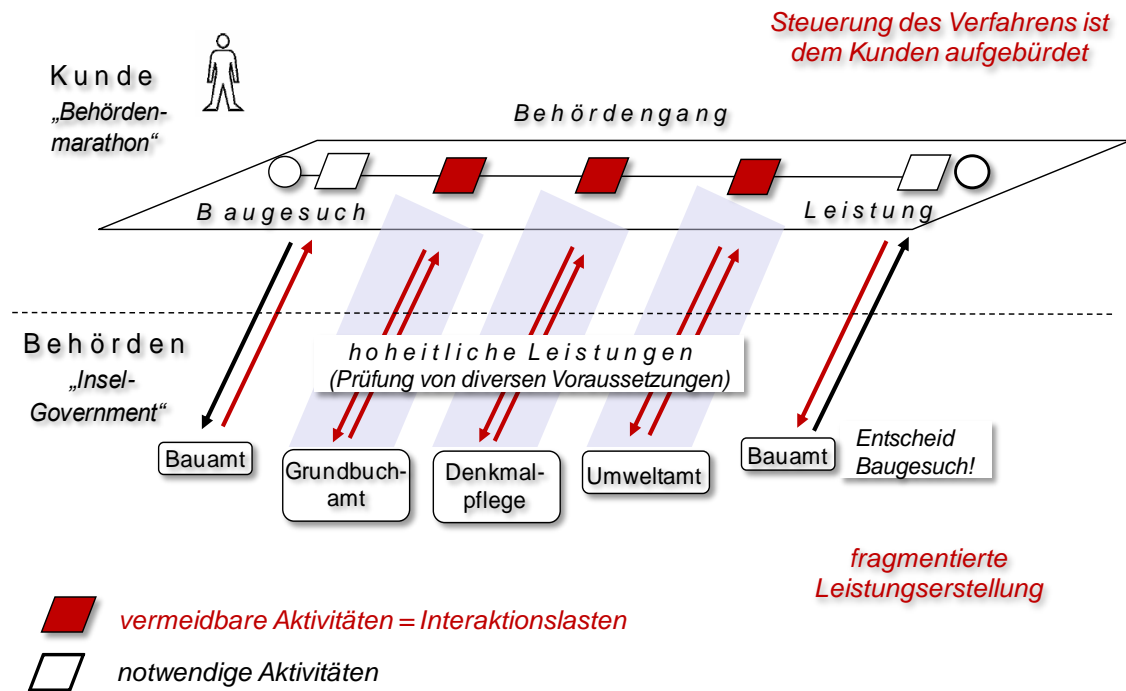 Steuerung des Verfahrens ist
dem Kunden aufgebürdet
Kunde
„Behörden-
marathon“
Behördengang
Baugesuch
Leistung
Behörden
„Insel-
Government“
hoheitliche Leistungen
(Prüfung von diversen Voraussetzungen)
Bauamt
Grundbuch-
amt
Denkmal-
pflege
Umweltamt
Bauamt
Entscheid
Baugesuch!
fragmentierte
Leistungserstellung
vermeidbare Aktivitäten = Interaktionslasten
notwendige Aktivitäten